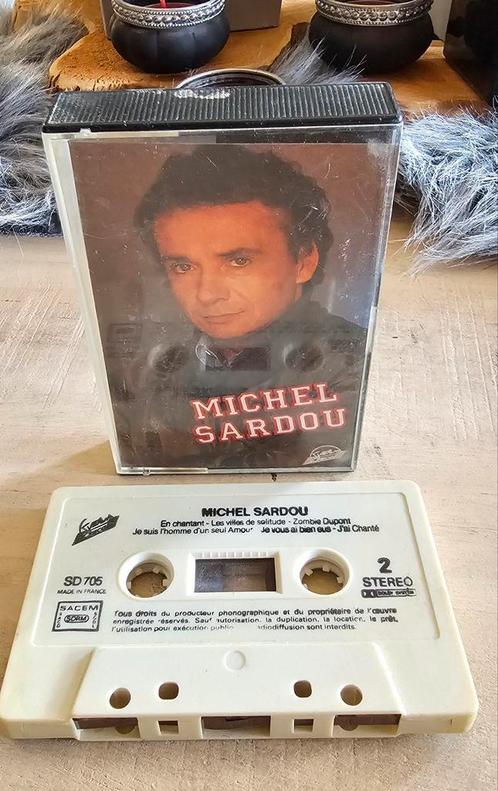 MICHEL
SARDOU
MICHEL SARDOU
En chantant - Les villes de solitude - Zombie Dupont
Je suis l'homme d'un seul Amour - Je vous ai bien eus - J'ai Chanté
SD 705
MADE IN FRANCE
2
STEREO
SACEM
SDRM
Tous droits du producteur phonographique et du propriétaire de l'œuvre
enregistrée réservés. Sauf autorisation, la duplication, la location, le prêt,
l'utilisation pour exécution sont interdits.